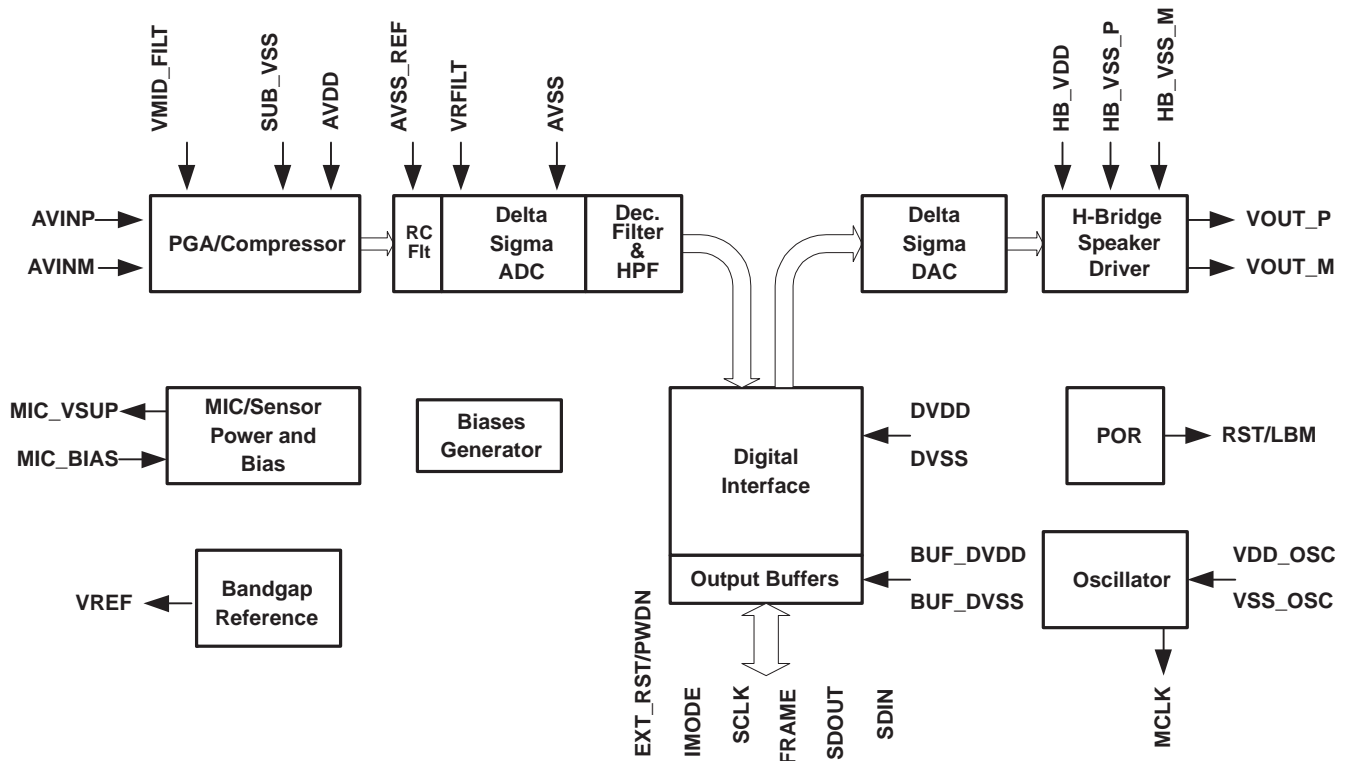 VMID_FILT
SUB_VSS
AVDD
AVSS_REF
VRFILT
AVSS
HB_VDD
HB_VSS_P
HB_VSS_M
AVINP
AVINM
PGA/Compressor
RC
Flt
Delta
Sigma
ADC
Dec.
Filter
&
HPF
Delta
Sigma
DAC
H-Bridge
Speaker
Driver
VOUT_P
VOUT_M
MIC_VSUP
MIC_BIAS
MIC/Sensor
Power and
Bias
Biases
Generator
Digital
Interface
DVDD
DVSS
POR
RST/LBM
VREF
Bandgap
Reference
Output Buffers
BUF_DVDD
BUF_DVSS
Oscillator
VDD_OSC
VSS_OSC
EXT_RST/PWDN
IMODE
SCLK
FRAME
SDOUT
SDIN
MCLK